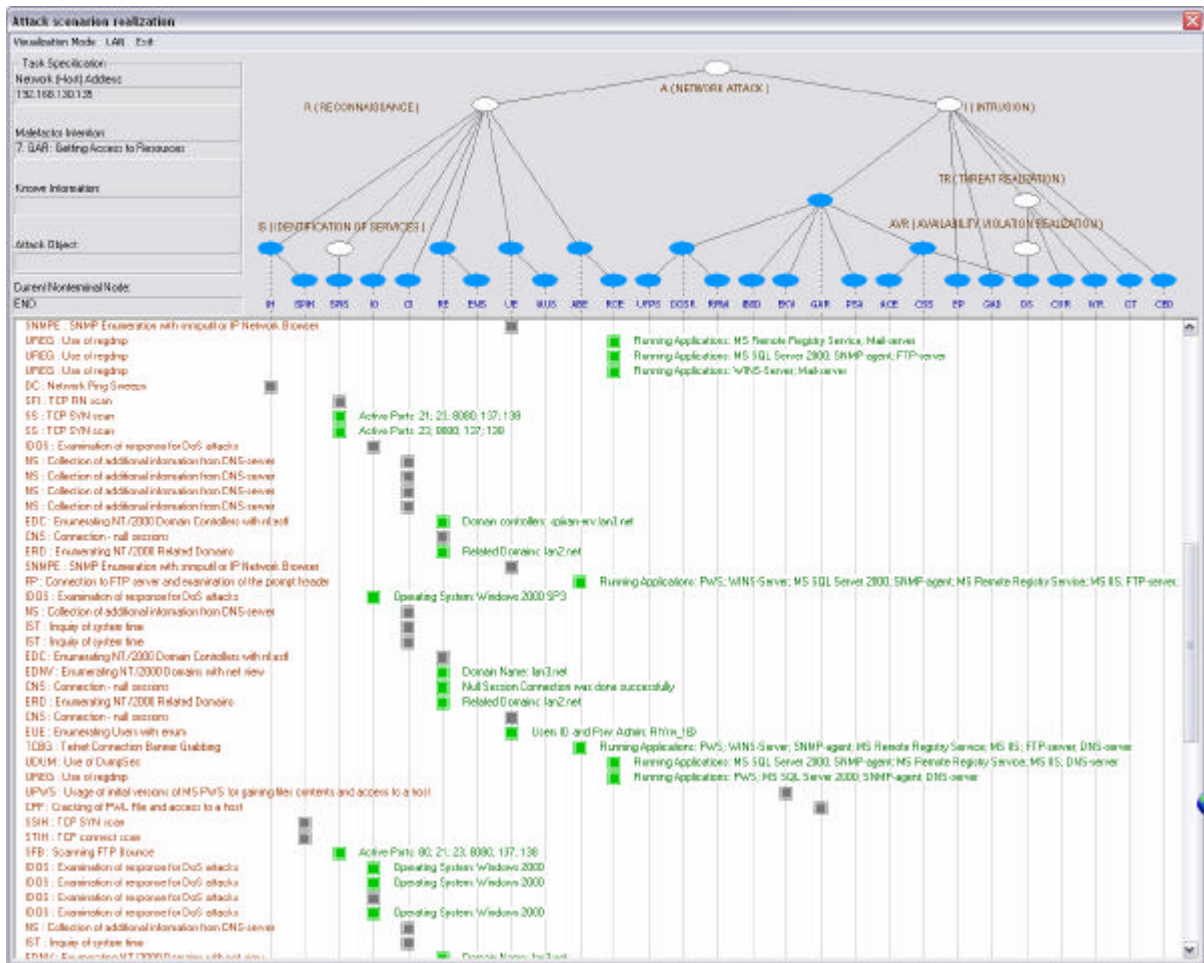 Attack scenarion realization
Visualization Mode LAN Exit
Task Specification
Network (Host) Address
192.168.130.135
Malefactor Intention:
7. GAR: Getting Access to Resources
Known Information:
Attack Object:
Current Nonterminal Node:
END
A ( NETWORK ATTACK )
R ( RECONNAISSANCE )
I ( INTRUSION )
TR ( THREAT REALIZATION )
IS ( IDENTIFICATION OF SERVICES )
AVR ( AVAILABILITY VIOLATION REALIZATION )
IH SPIH SPIS IO CI RE ENS UE ABE RCE UFPS DOSR GAR PSA ACE CSS EP GAD DS CVR WR CT CBD
SNMPE : SNMP Enumeration with snmputil or IP Network Browser
UREG : Use of regdmp Running Applications: MS Remote Registry Service; Mail-server
UREG : Use of regdmp Running Applications: MS SQL Server 2000; SNMP-agent; FTP-server
UREG : Use of regdmp Running Applications: WINS-Server; Mail-server
DC : Network Ping Sweeps
SFI : TCP FIN scan
SS : TCP SYN scan Active Ports: 21; 23; 8080; 137; 138
SS : TCP SYN scan Active Ports: 23; 8080; 137; 139
IDOS : Examination of response for DoS attacks
NS : Collection of additional information from DNS-server
NS : Collection of additional information from DNS-server
NS : Collection of additional information from DNS-server
NS : Collection of additional information from DNS-server
EDC : Enumerating NT/2000 Domain Controllers with nltest Domain controllers:
CNS : Connection - null sessions
ERD : Enumerating NT/2000 Related Domains Related Domains: lan2.net
SNMPE : SNMP Enumeration with snmputil or IP Network Browser
FP : Connection to FTP server and examination of the prompt header Running Applications: PWS; WINS-Server; MS SQL Server 2000; SNMP-agent; MS Remote Registry Service; MS IIS; FTP-server;
IDOS : Examination of response for DoS attacks Operating System: Windows 2000 SP3
NS : Collection of additional information from DNS-server
IST : Inquiry of system time
IST : Inquiry of system time
EDC : Enumerating NT/2000 Domain Controllers with nltest
EDNV : Enumerating NT/2000 Domains with net view Domain Name: lan3.net
CNS : Connection - null sessions Null Session Connection was done successfully
ERD : Enumerating NT/2000 Related Domains Related Domains: lan2.net
CNS : Connection - null sessions
EUE : Enumerating Users with enum Users ID and Psw: Admin;
TCBG : Telnet Connection Banner Grabbing Running Applications: PWS; WINS-Server; SNMP-agent; MS Remote Registry Service; MS IIS; FTP-server; DNS-server
UDUM : Use of DumpSec Running Applications: MS SQL Server 2000; SNMP-agent; MS Remote Registry Service; MS IIS; DNS-server
UREG : Use of regdmp Running Applications: PWS; MS SQL Server 2000; SNMP-agent; DNS-server
UPWS : Usage of initial versions of MS PWS for gaining files contents and access to a host
CPF : Cracking of PWL File and access to a host
SSIH : TCP SYN scan
STIH : TCP connect scan
SFB : Scanning FTP Bounce Active Ports: 80; 21; 23; 8080; 137; 138
IDOS : Examination of response for DoS attacks Operating System: Windows 2000
IDOS : Examination of response for DoS attacks Operating System: Windows 2000
IDOS : Examination of response for DoS attacks
IDOS : Examination of response for DoS attacks Operating System: Windows 2000
NS : Collection of additional information from DNS-server
IST : Inquiry of system time
EDNV : Enumerating NT/2000 Domains with net view Domain Name: lan3.net